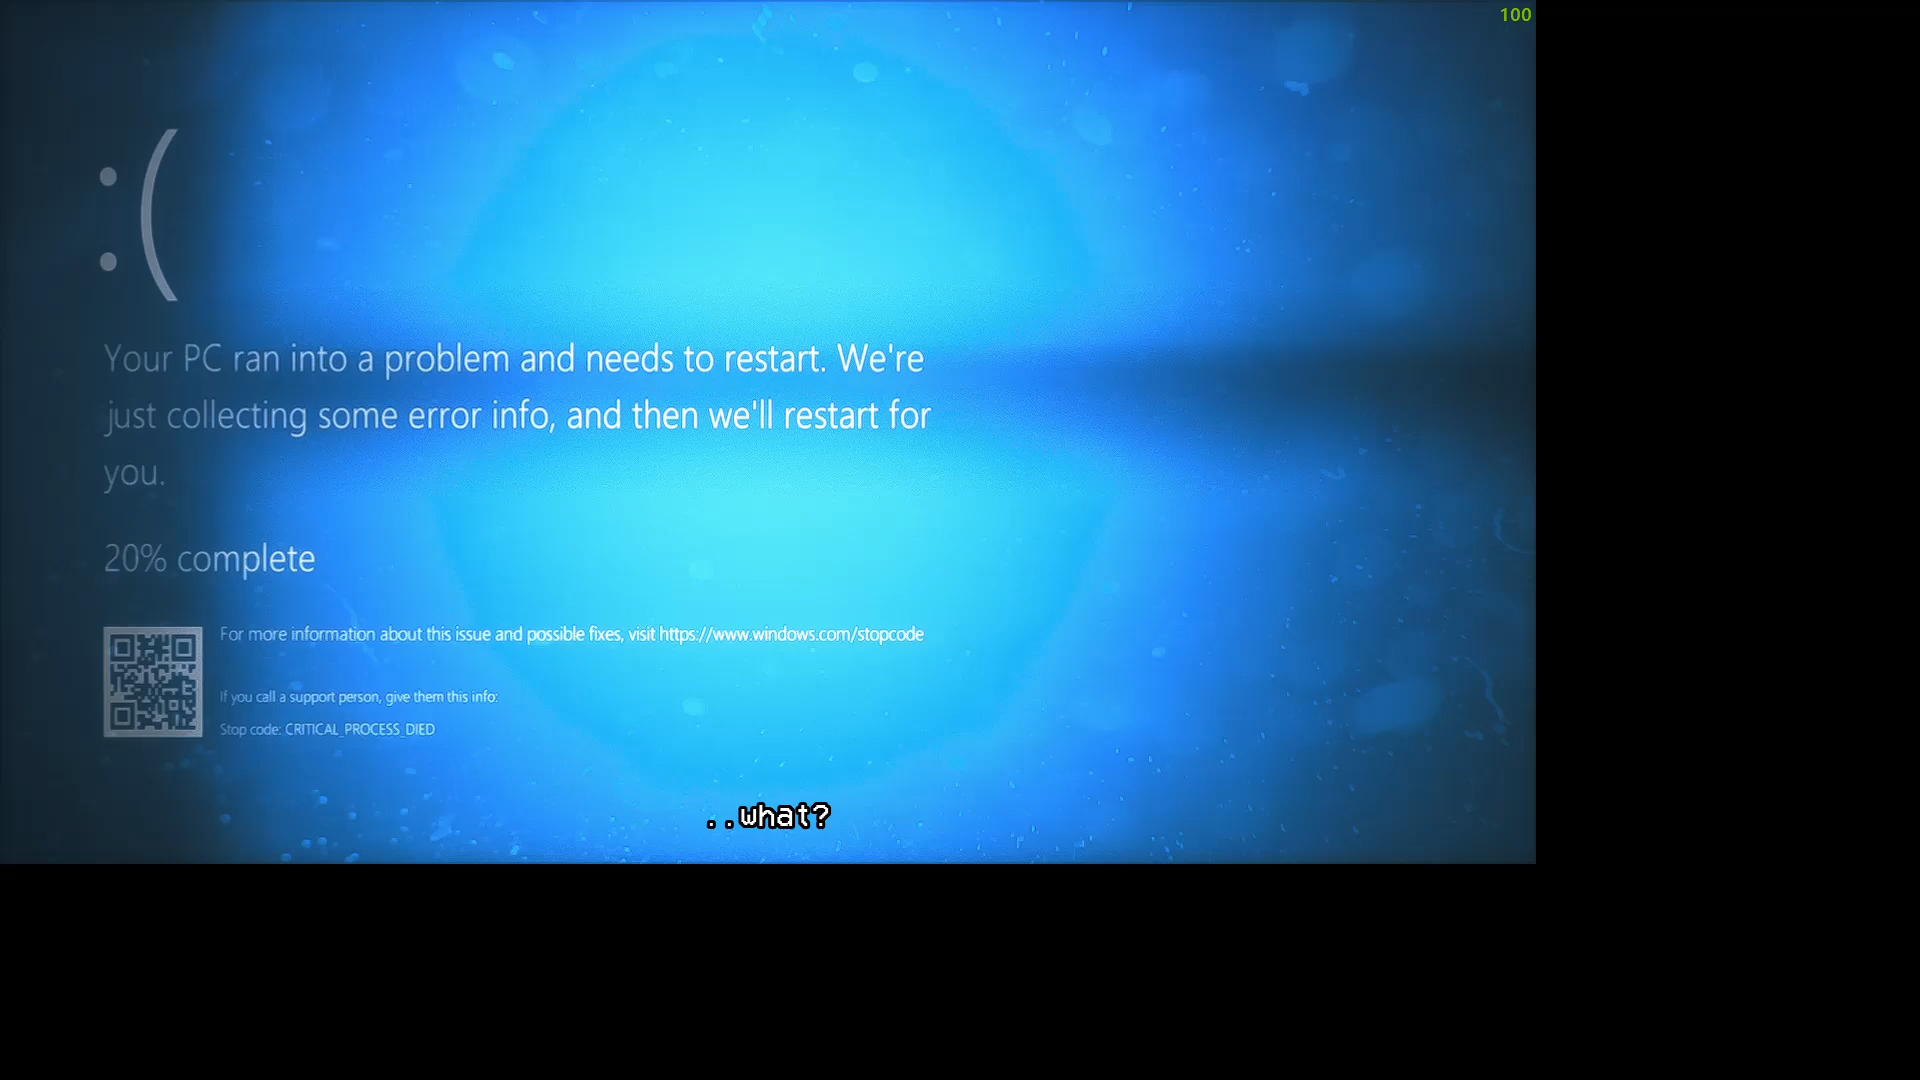 100
:(
Your PC ran into a problem and needs to restart. We're
just collecting some error info, and then we'll restart for
you.
20% complete
For more information about this issue and possible fixes, visit https://www.windows.com/stopcode
If you call a support person, give them this info:
Stop code: CRITICAL_PROCESS_DIED
..what?